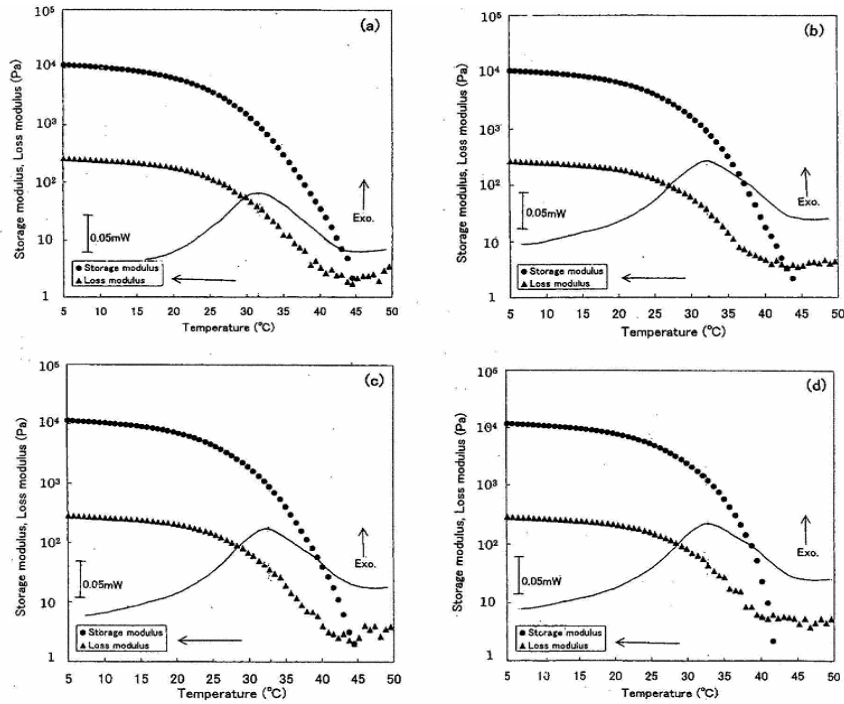 (a)
Storage modulus, Loss modulus (Pa)
10⁵
10⁴
10³
10²
10
1
Exo.
0.05mW
● Storage modulus
▲ Loss modulus
5 10 15 20 25 30 35 40 45 50
Temperature (°C)
(b)
Storage modulus, Loss modulus (Pa)
10⁵
10⁴
10³
10²
10
1
Exo.
0.05mW
● Storage modulus
▲ Loss modulus
5 10 15 20 25 30 35 40 45 50
Temperature (°C)
(c)
Storage modulus, Loss modulus (Pa)
10⁵
10⁴
10³
10²
10
1
Exo.
0.05mW
● Storage modulus
▲ Loss modulus
5 10 15 20 25 30 35 40 45 50
Temperature (°C)
(d)
Storage modulus, Loss modulus (Pa)
10⁵
10⁴
10³
10²
10
1
Exo.
0.05mW
● Storage modulus
▲ Loss modulus
5 10 15 20 25 30 35 40 45 50
Temperature (°C)